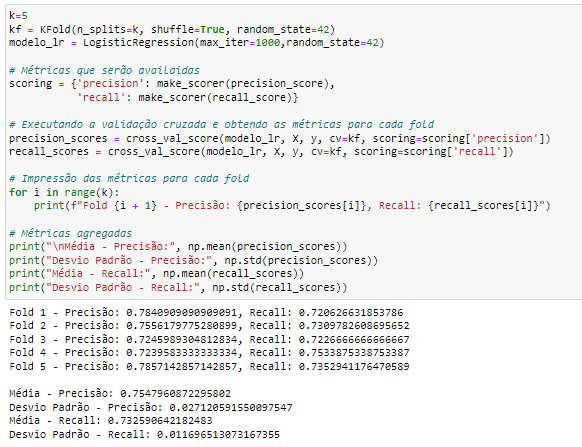 k=5
kf = KFold(n_splits=k, shuffle=True, random_state=42)
modelo_lr = LogisticRegression(max_iter=1000,random_state=42)

# Métricas que serão availaidas
scoring = {'precision': make_scorer(precision_score),
           'recall': make_scorer(recall_score)}

# Executando a validação cruzada e obtendo as métricas para cada fold
precision_scores = cross_val_score(modelo_lr, X, y, cv=kf, scoring=scoring['precision'])
recall_scores = cross_val_score(modelo_lr, X, y, cv=kf, scoring=scoring['recall'])

# Impressão das métricas para cada fold
for i in range(k):
    print(f"Fold {i + 1} - Precisão: {precision_scores[i]}, Recall: {recall_scores[i]}")

# Métricas agregadas
print("\nMédia - Precisão:", np.mean(precision_scores))
print("Desvio Padrão - Precisão:", np.std(precision_scores))
print("Média - Recall:", np.mean(recall_scores))
print("Desvio Padrão - Recall:", np.std(recall_scores))

Fold 1 - Precisão: 0.7840909090909091, Recall: 0.720626631853786
Fold 2 - Precisão: 0.7556179775280899, Recall: 0.7309782608695652
Fold 3 - Precisão: 0.7245989304812834, Recall: 0.7226666666666667
Fold 4 - Precisão: 0.7239583333333334, Recall: 0.7533875338753387
Fold 5 - Precisão: 0.7857142857142857, Recall: 0.7352941176470589

Média - Precisão: 0.7547960872295802
Desvio Padrão - Precisão: 0.027120591550097547
Média - Recall: 0.732590642182483
Desvio Padrão - Recall: 0.011696513073167355